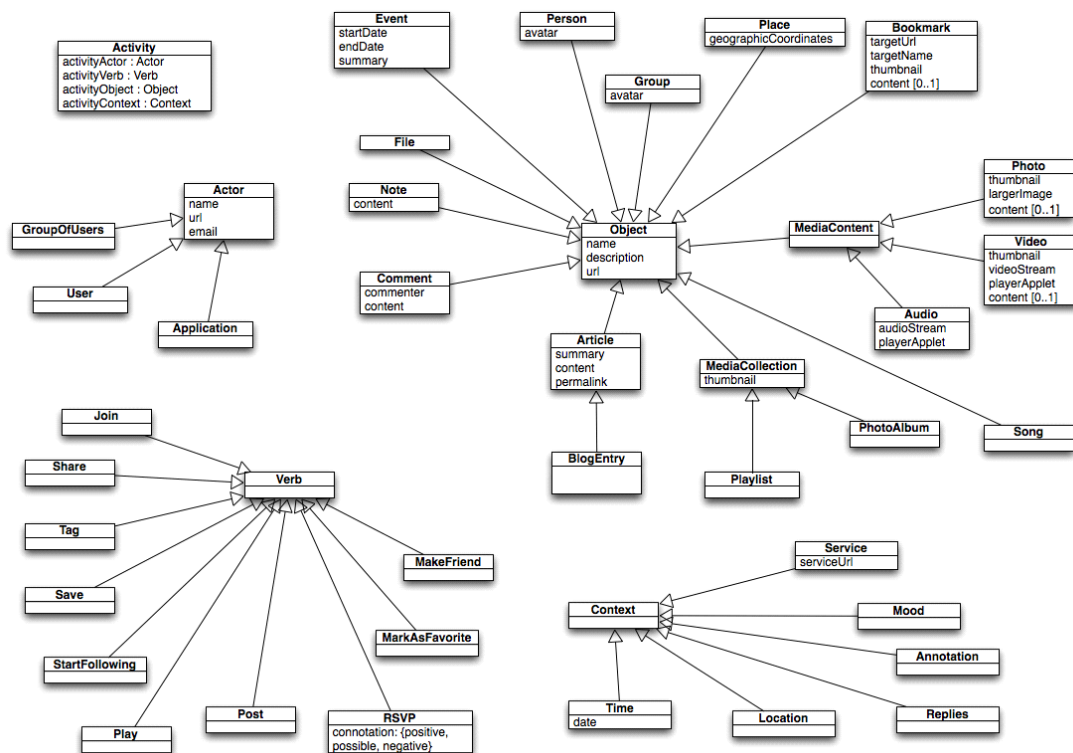 Activity
activityActor : Actor
activityVerb : Verb
activityObject : Object
activityContext : Context
Event
startDate
endDate
summary
Person
avatar
Group
avatar
Place
geographicCoordinates
Bookmark
targetUrl
targetName
thumbnail
content [0..1]
File
Note
content
Comment
commenter
content
Object
name
description
url
MediaContent
Photo
thumbnail
largerImage
content [0..1]
Video
thumbnail
videoStream
playerApplet
content [0..1]
Audio
audioStream
playerApplet
Actor
name
url
email
GroupOfUsers
User
Application
Article
summary
content
permalink
BlogEntry
MediaCollection
thumbnail
Playlist
PhotoAlbum
Song
Join
Share
Tag
Save
StartFollowing
Play
Post
Verb
RSVP
connotation: {positive,
possible, negative}
MarkAsFavorite
MakeFriend
Service
serviceUrl
Context
Mood
Annotation
Replies
Location
Time
date